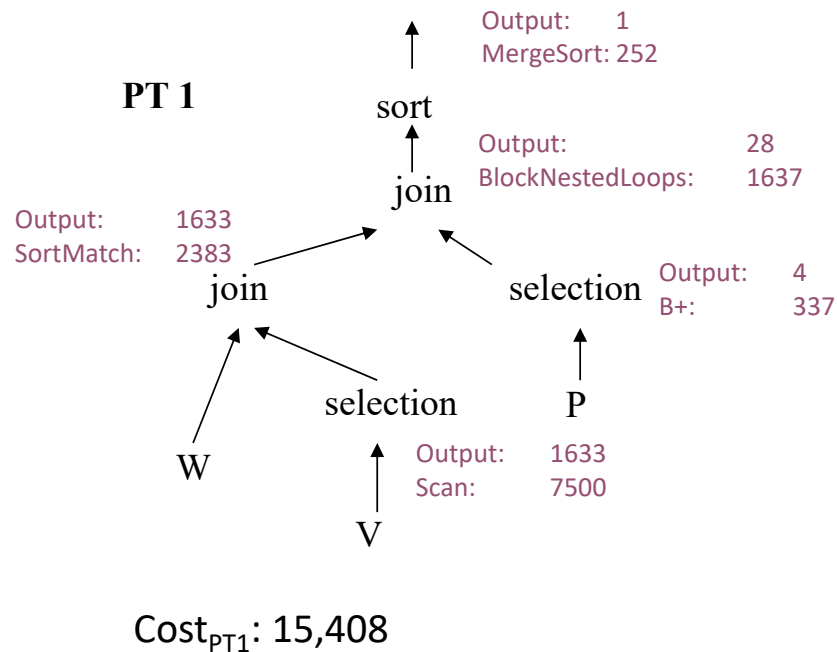 Output: 1
MergeSort: 252
PT 1
sort
Output: 28
BlockNestedLoops: 1637
join
Output: 1633
SortMatch: 2383
join
selection
Output: 4
B+: 337
selection
P
W
Output: 1633
Scan: 7500
V
Cost_PT1: 15,408